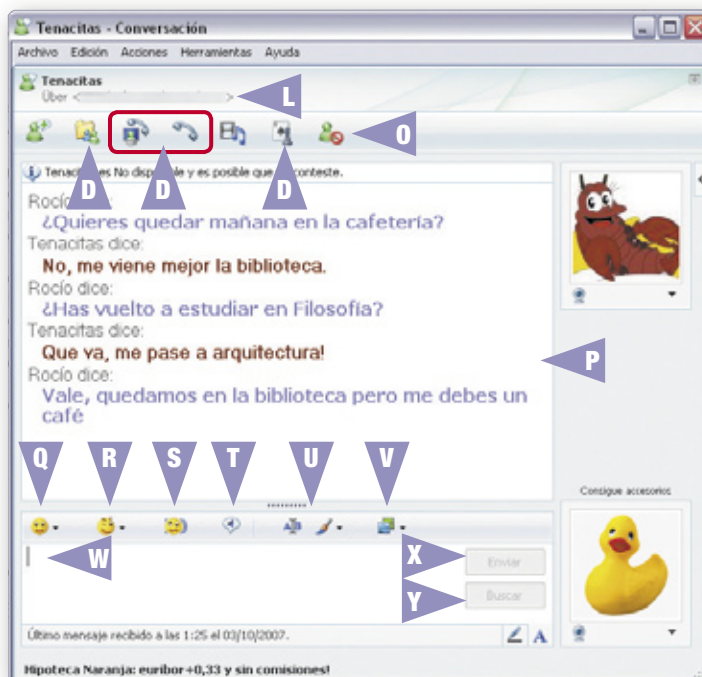 Tenacitas - Conversación
Archivo Edición Acciones Herramientas Ayuda
Tenacitas
Über < >
L
O
D D D
Tenacitas es No disponible y es posible que no conteste.
Rocío dice:
¿Quieres quedar mañana en la cafetería?
Tenacitas dice:
No, me viene mejor la biblioteca.
Rocío dice:
¿Has vuelto a estudiar en Filosofía?
Tenacitas dice:
Que va, me pase a arquitectura!
P
Rocío dice:
Vale, quedamos en la biblioteca pero me debes un
café
Q R S T U V
Consigue accesorios
W
X
Enviar
Y
Buscar
Último mensaje recibido a las 1:25 el 03/10/2007.
A
Hipoteca Naranja: euribor+0,33 y sin comisiones!